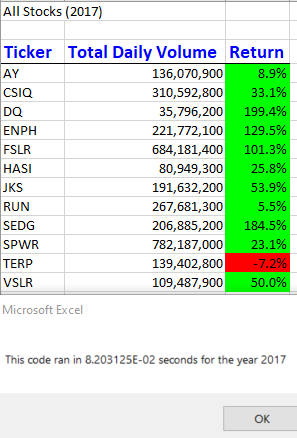 All Stocks (2017)
Ticker Total Daily Volume Return
AY 136,070,900 8.9%
CSIQ 310,592,800 33.1%
DQ 35,796,200 199.4%
ENPH 221,772,100 129.5%
FSLR 684,181,400 101.3%
HASI 80,949,300 25.8%
JKS 191,632,200 53.9%
RUN 267,681,300 5.5%
SEDG 206,885,200 184.5%
SPWR 782,187,000 23.1%
TERP 139,402,800 -7.2%
VSLR 109,487,900 50.0%
Microsoft Excel
This code ran in 8.203125E-02 seconds for the year 2017
OK